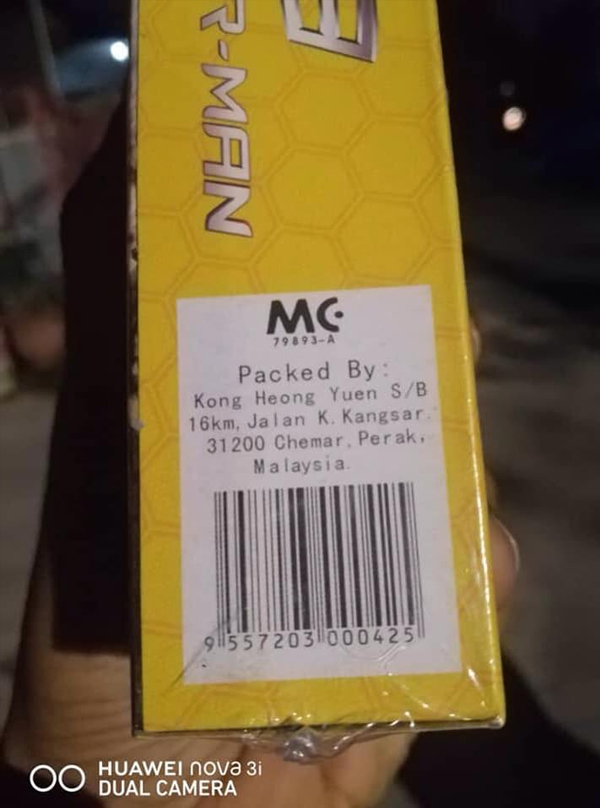 R-MAN
MC
79893-A
Packed By:
Kong Heong Yuen S/B
16km, Jalan K. Kangsar.
31200 Chemar, Perak,
Malaysia.
9 557203 000425
HUAWEI nova 3i
DUAL CAMERA